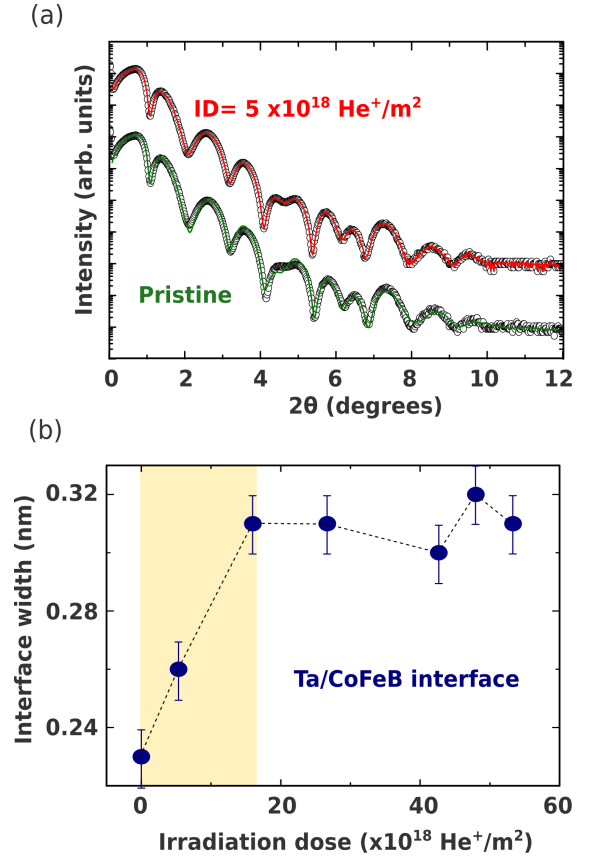 (a)
Intensity (arb. units)
ID= 5 x10¹⁸ He⁺/m²
Pristine
0 2 4 6 8 10 12
2θ (degrees)
(b)
Interface width (nm)
0.32
0.28
0.24
Ta/CoFeB interface
0 20 40 60
Irradiation dose (x10¹⁸ He⁺/m²)